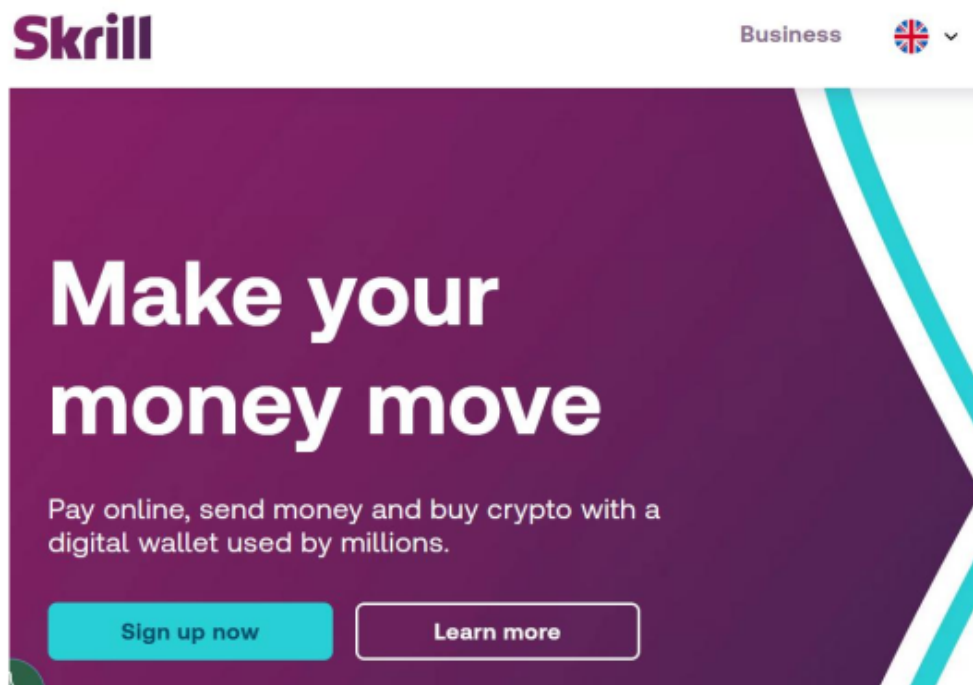 Skrill
Business
Make your
money move
Pay online, send money and buy crypto with a
digital wallet used by millions.
Sign up now
Learn more